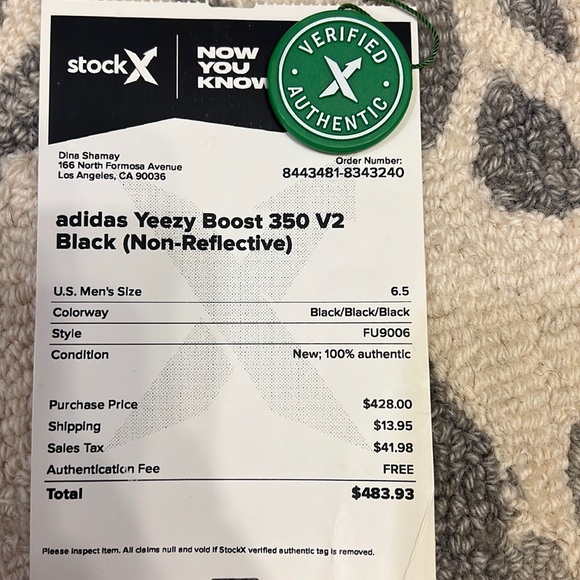 stockX
NOW
YOU
KNOW
VERIFIED
X
AUTHENTIC
Dina Shamay
166 North Formosa Avenue
Los Angeles, CA 90036
Order Number:
8443481-8343240
adidas Yeezy Boost 350 V2
Black (Non-Reflective)
U.S. Men's Size 6.5
Colorway Black/Black/Black
Style FU9006
Condition New; 100% authentic
Purchase Price $428.00
Shipping $13.95
Sales Tax $41.98
Authentication Fee FREE
Total $483.93
Please inspect item. All claims null and void if StockX verified authentic tag is removed.